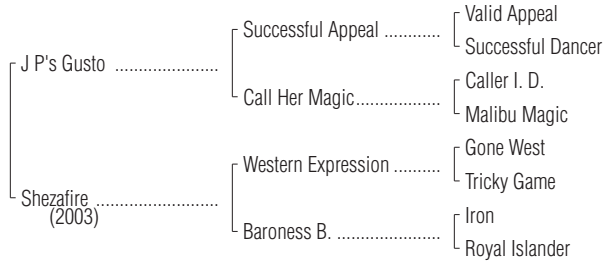 Valid Appeal
Successful Appeal ............
Successful Dancer
J P's Gusto ......................
Caller I. D.
Call Her Magic..................
Malibu Magic
Gone West
Western Expression ..........
Tricky Game
Shezafire ..........................
(2003)
Iron
Baroness B. ......................
Royal Islander